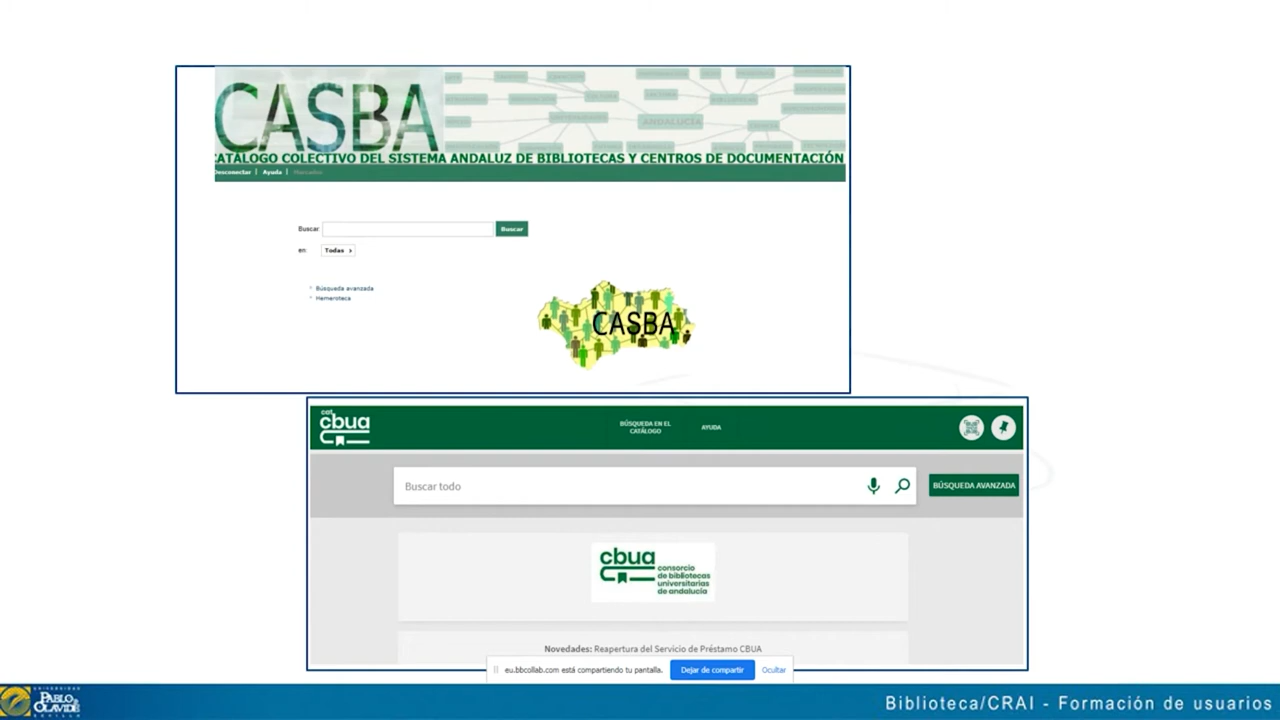 CASBA
CATÁLOGO COLECTIVO DEL SISTEMA ANDALUZ DE BIBLIOTECAS Y CENTROS DE DOCUMENTACIÓN
Desconectar | Ayuda |
Buscar Buscar
en: Todas >
Búsqueda avanzada
Hemeroteca
CASBA
cat.
cbua
BÚSQUEDA EN EL
CATÁLOGO
AYUDA
Buscar todo
BÚSQUEDA AVANZADA
cbua
consorcio
de bibliotecas
universitarias
de andalucía
Novedades: Reapertura del Servicio de Préstamo CBUA
eu.bbcollab.com está compartiendo tu pantalla. Dejar de compartir Ocultar
UNIVERSIDAD
PABLO DE
OLAVIDE
SEVILLA
Biblioteca/CRAI - Formación de usuarios